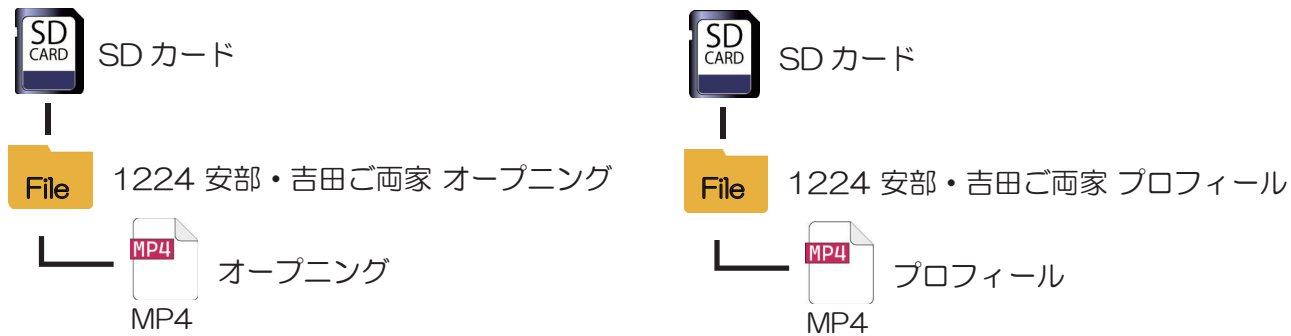 SD
CARD
SD カード
File
1224 安部・吉田ご両家 オープニング
MP4
オープニング
MP4
SD
CARD
SD カード
File
1224 安部・吉田ご両家 プロフィール
MP4
プロフィール
MP4